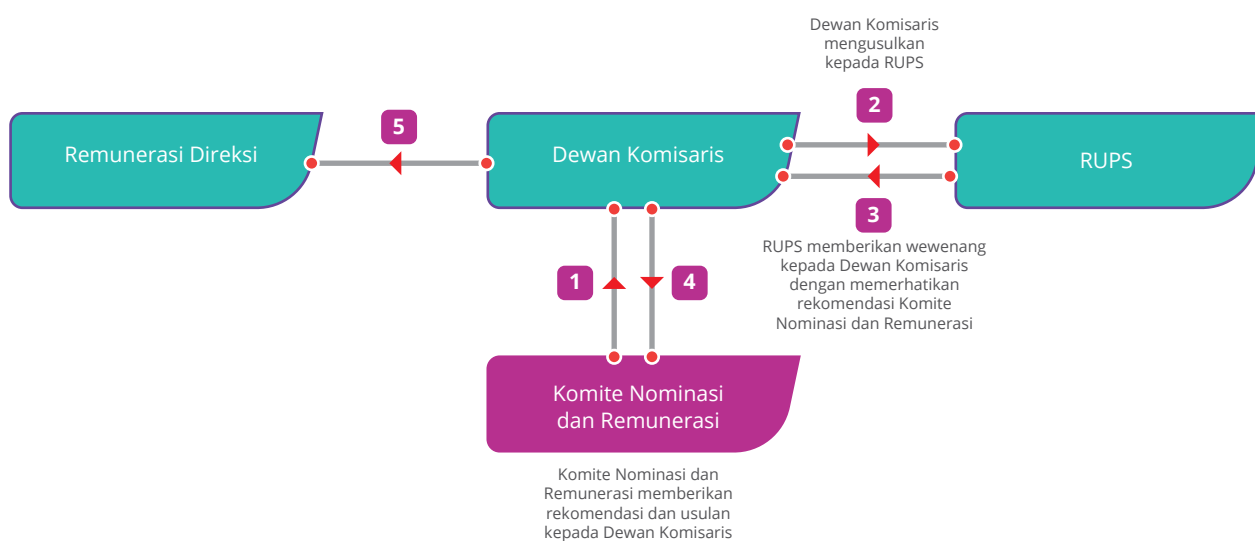 Dewan Komisaris
mengusulkan
kepada RUPS
2
5
Remunerasi Direksi
Dewan Komisaris
RUPS
3
RUPS memberikan wewenang
kepada Dewan Komisaris
dengan memerhatikan
rekomendasi Komite
Nominasi dan Remunerasi
1
4
Komite Nominasi
dan Remunerasi
Komite Nominasi dan
Remunerasi memberikan
rekomendasi dan usulan
kepada Dewan Komisaris